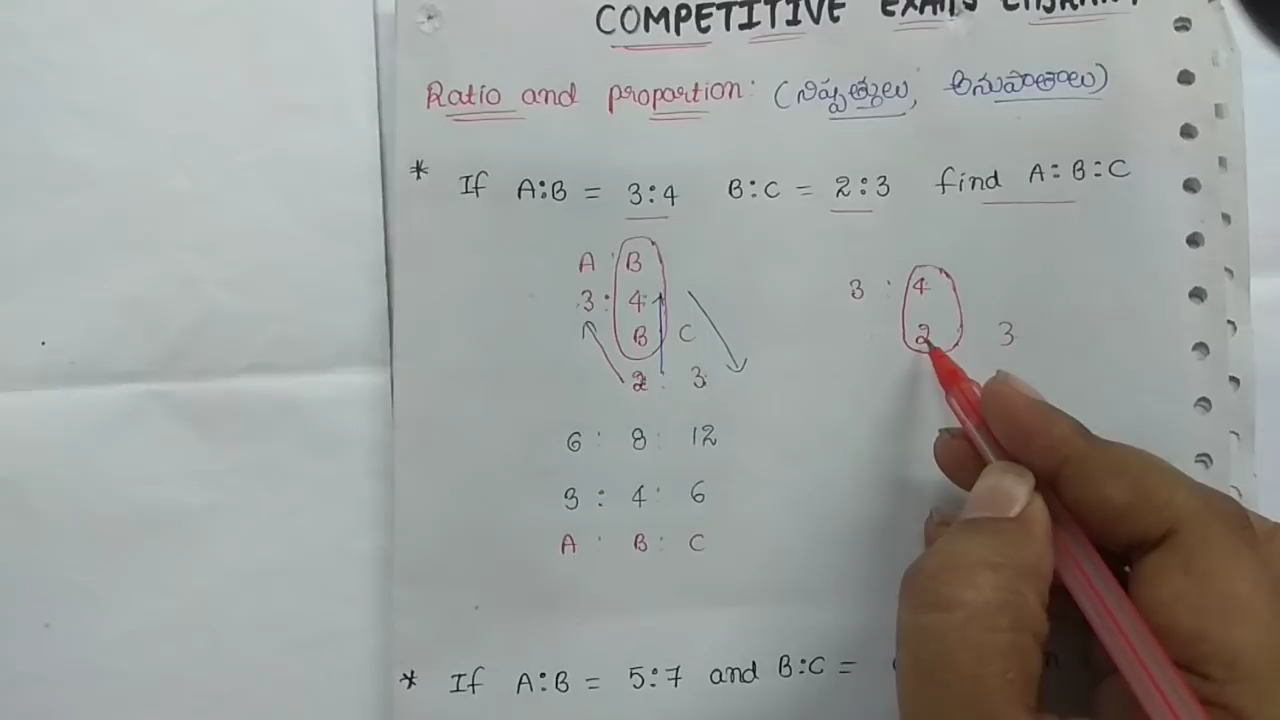 COMPETITIVE EXAMS
Ratio and proportion: (నిష్పత్తులు, అనుపాతాలు)
* If A:B = 3:4 B:C = 2:3 find A:B:C
A : B
3 : 4
B C
2 : 3
6 : 8 : 12
3 : 4 : 6
A : B : C
3 : 4
2 3
* If A:B = 5:7 and B:C =